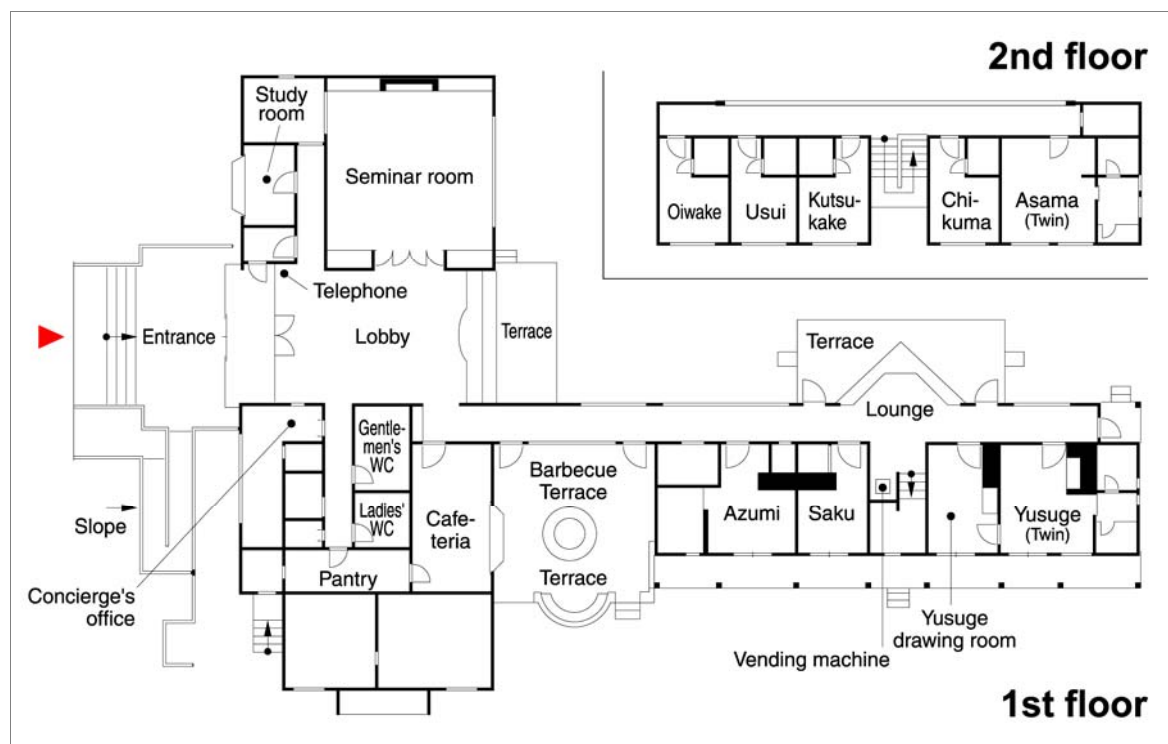 2nd floor
Study
room
Seminar room
Oiwake
Usui
Kutsu-
kake
Chi-
kuma
Asama
(Twin)
Telephone
Entrance
Lobby
Terrace
Terrace
Lounge
Gentle-
men's
WC
Ladies'
WC
Cafe-
teria
Barbecue
Terrace
Terrace
Azumi
Saku
Yusuge
(Twin)
Slope
Pantry
Concierge's
office
Yusuge
drawing room
Vending machine
1st floor